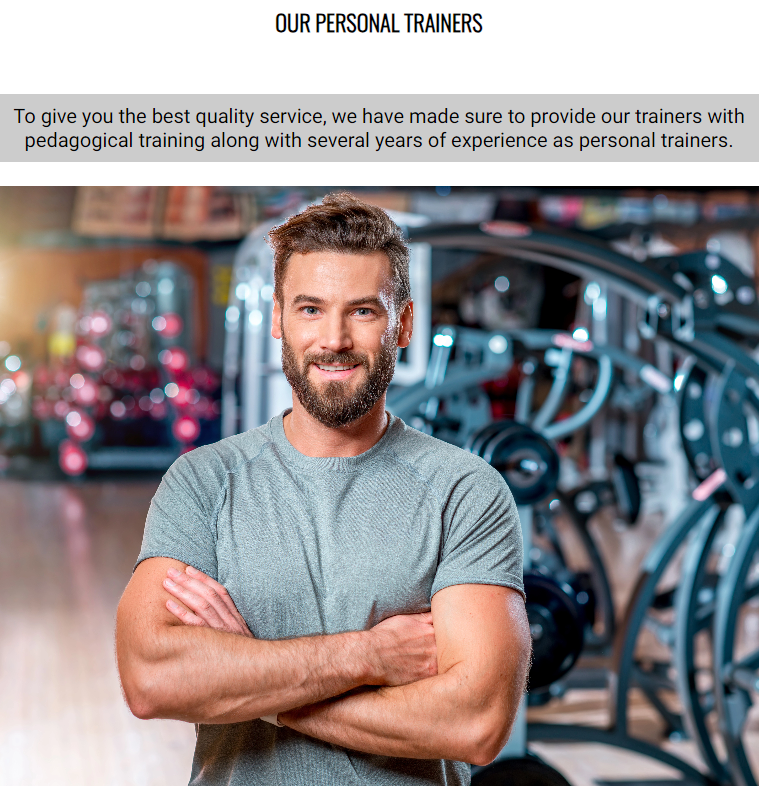 OUR PERSONAL TRAINERS
To give you the best quality service, we have made sure to provide our trainers with
pedagogical training along with several years of experience as personal trainers.